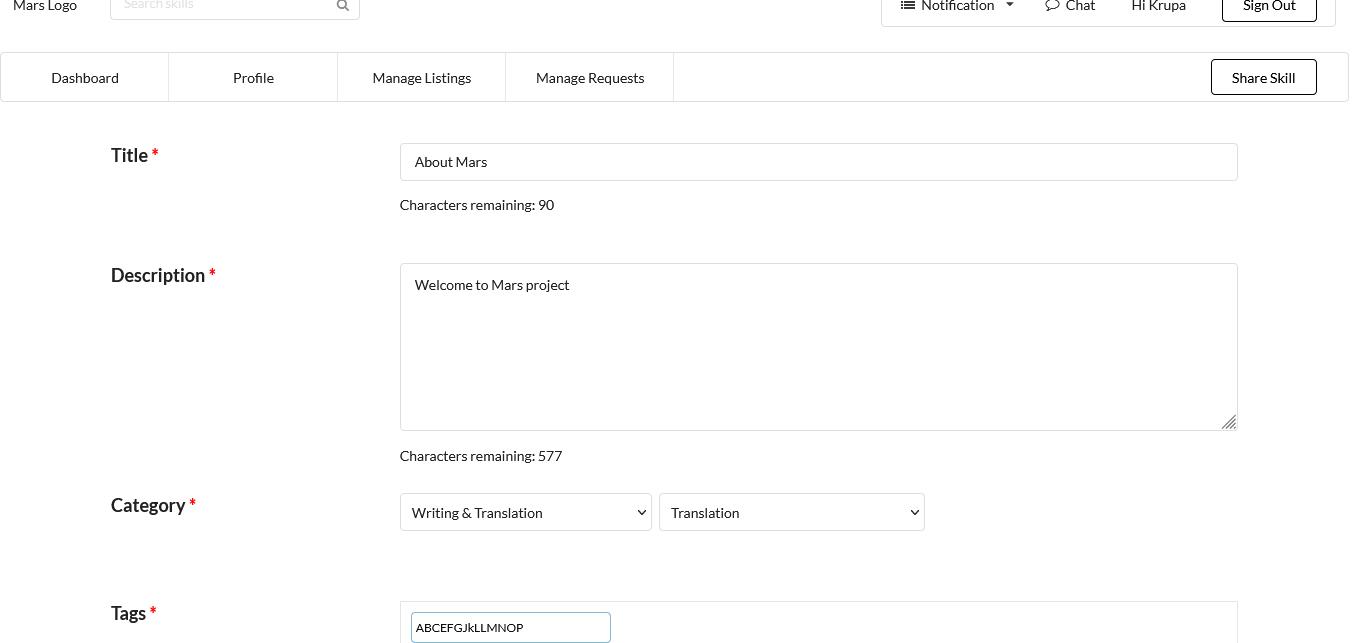 Mars Logo Search skills Notification Chat Hi Krupa Sign Out
Dashboard Profile Manage Listings Manage Requests Share Skill
Title * About Mars
Characters remaining: 90
Description * Welcome to Mars project
Characters remaining: 577
Category * Writing & Translation Translation
Tags *
ABCEFGJkLLMNOP